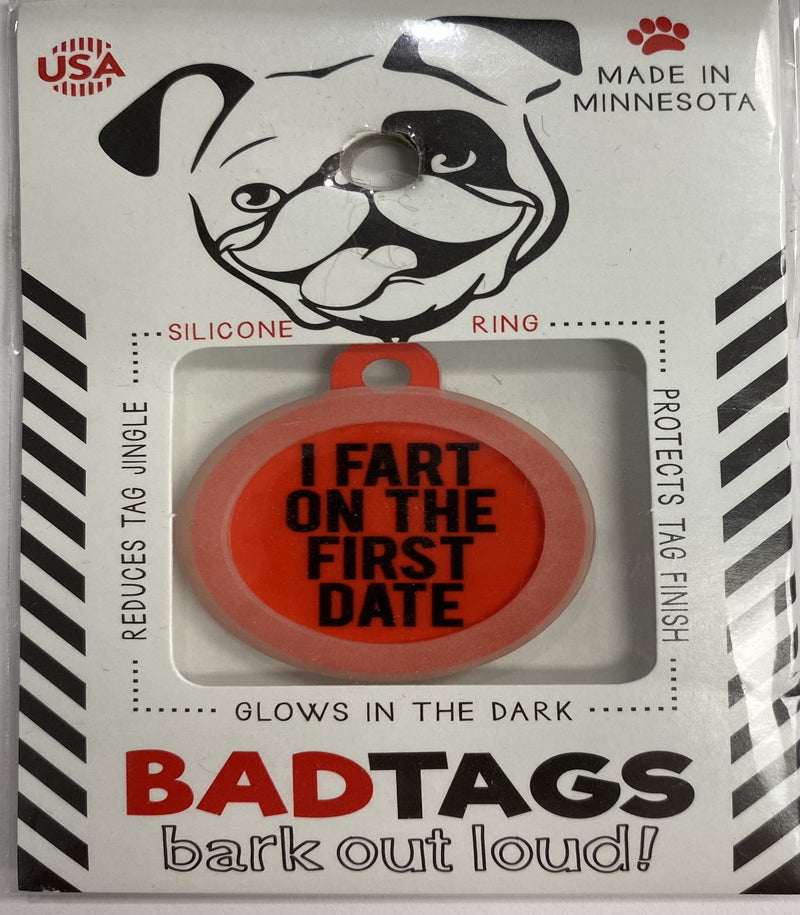 USA
MADE IN
MINNESOTA
SILICONE RING
REDUCES TAG JINGLE
I FART
ON THE
FIRST
DATE
PROTECTS TAG FINISH
GLOWS IN THE DARK
BADTAGS
bark out loud!